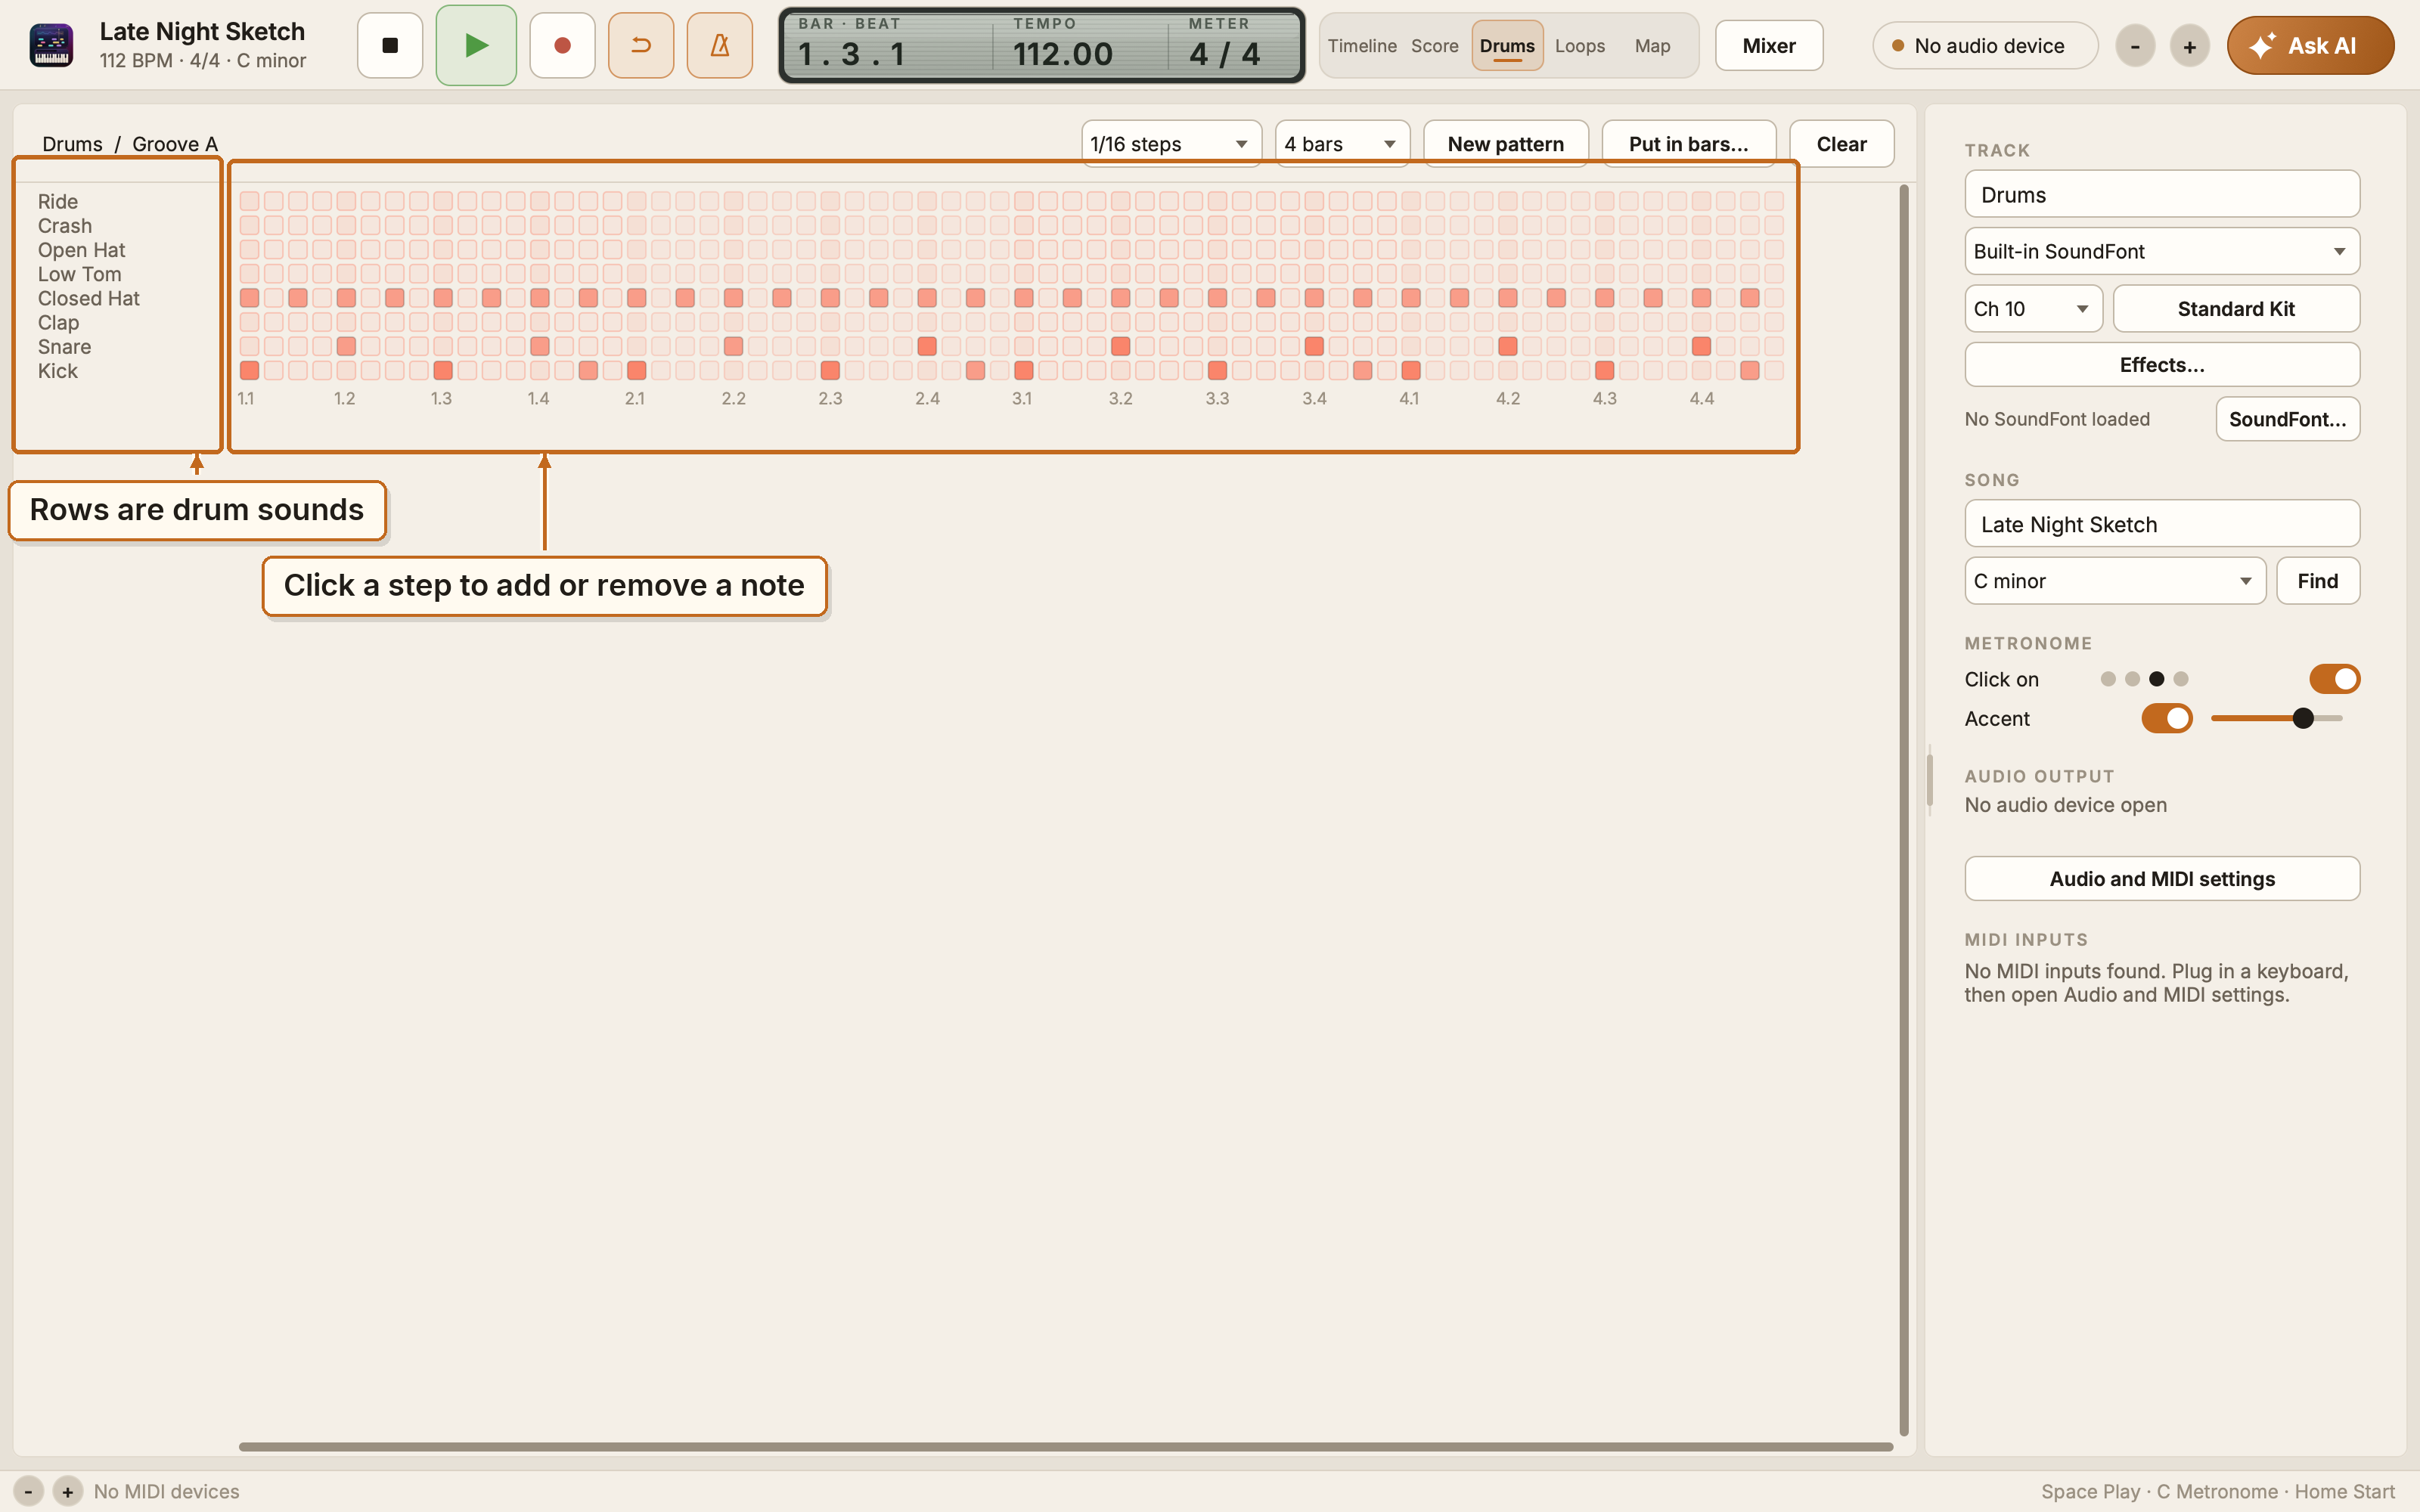 Late Night Sketch
112 BPM · 4/4 · C minor
BAR · BEAT
1 . 3 . 1
TEMPO
112.00
METER
4 / 4
Timeline
Score
Drums
Loops
Map
Mixer
No audio device
-
+
Ask AI
Drums / Groove A
1/16 steps
4 bars
New pattern
Put in bars...
Clear
Ride
Crash
Open Hat
Low Tom
Closed Hat
Clap
Snare
Kick
1.1 1.2 1.3 1.4 2.1 2.2 2.3 2.4 3.1 3.2 3.3 3.4 4.1 4.2 4.3 4.4
Rows are drum sounds
Click a step to add or remove a note
TRACK
Drums
Built-in SoundFont
Ch 10
Standard Kit
Effects...
No SoundFont loaded
SoundFont...
SONG
Late Night Sketch
C minor
Find
METRONOME
Click on
Accent
AUDIO OUTPUT
No audio device open
Audio and MIDI settings
MIDI INPUTS
No MIDI inputs found. Plug in a keyboard,
then open Audio and MIDI settings.
-
+
No MIDI devices
Space Play · C Metronome · Home Start